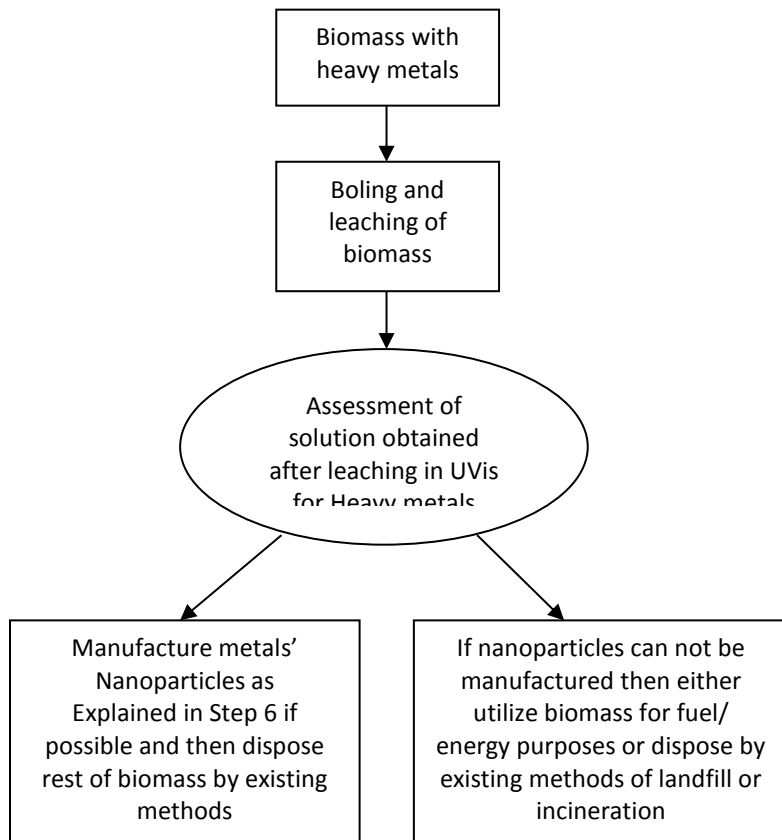 Biomass with
heavy metals
Boling and
leaching of
biomass
Assessment of
solution obtained
after leaching in UVis
for Heavy metals
Manufacture metals’
Nanoparticles as
Explained in Step 6 if
possible and then dispose
rest of biomass by existing
methods
If nanoparticles can not be
manufactured then either
utilize biomass for fuel/
energy purposes or dispose by
existing methods of landfill or
incineration